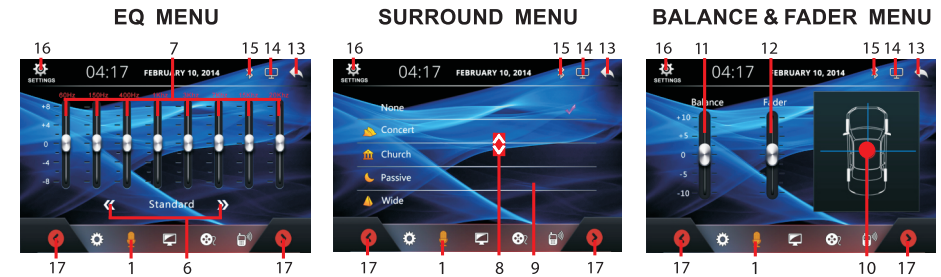 EQ MENU
16 7 15 14 13
SETTINGS 04:17 FEBRUARY 10, 2014
60Hz 150Hz 400Hz
+8
+4
0
-4
-8
Standard
17 1 6 17
SURROUND MENU
16 15 14 13
SETTINGS 04:17 FEBRUARY 10, 2014
None
Concert
Church
Passive
Wide
17 1 8 9 17
BALANCE & FADER MENU
16 11 12 15 14 13
SETTINGS 04:17 FEBRUARY 10, 2014
Balance Fader
+10
+5
0
-5
-10
17 1 10 17